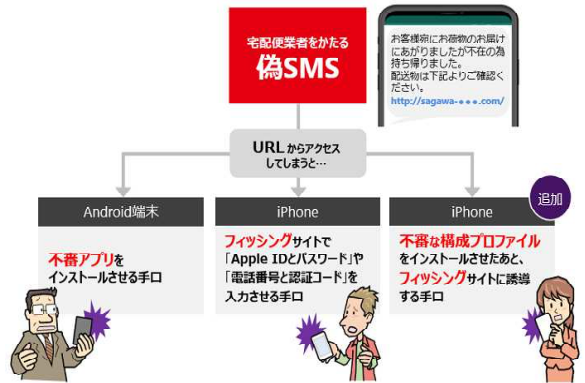 宅配便業者をかたる
偽SMS
お客様宛にお荷物のお届け
にあがりましたが不在の為
持ち帰りました。
配送物は下記よりご確認く
ださい。
http://sagawa-●●●.com/
URLからアクセス
してしまうと…
Android端末
不審アプリを
インストールさせる手口
iPhone
フィッシングサイトで
「Apple IDとパスワード」や
「電話番号と認証コード」を
入力させる手口
追加
iPhone
不審な構成プロファイル
をインストールさせたあと、
フィッシングサイトに誘導
する手口